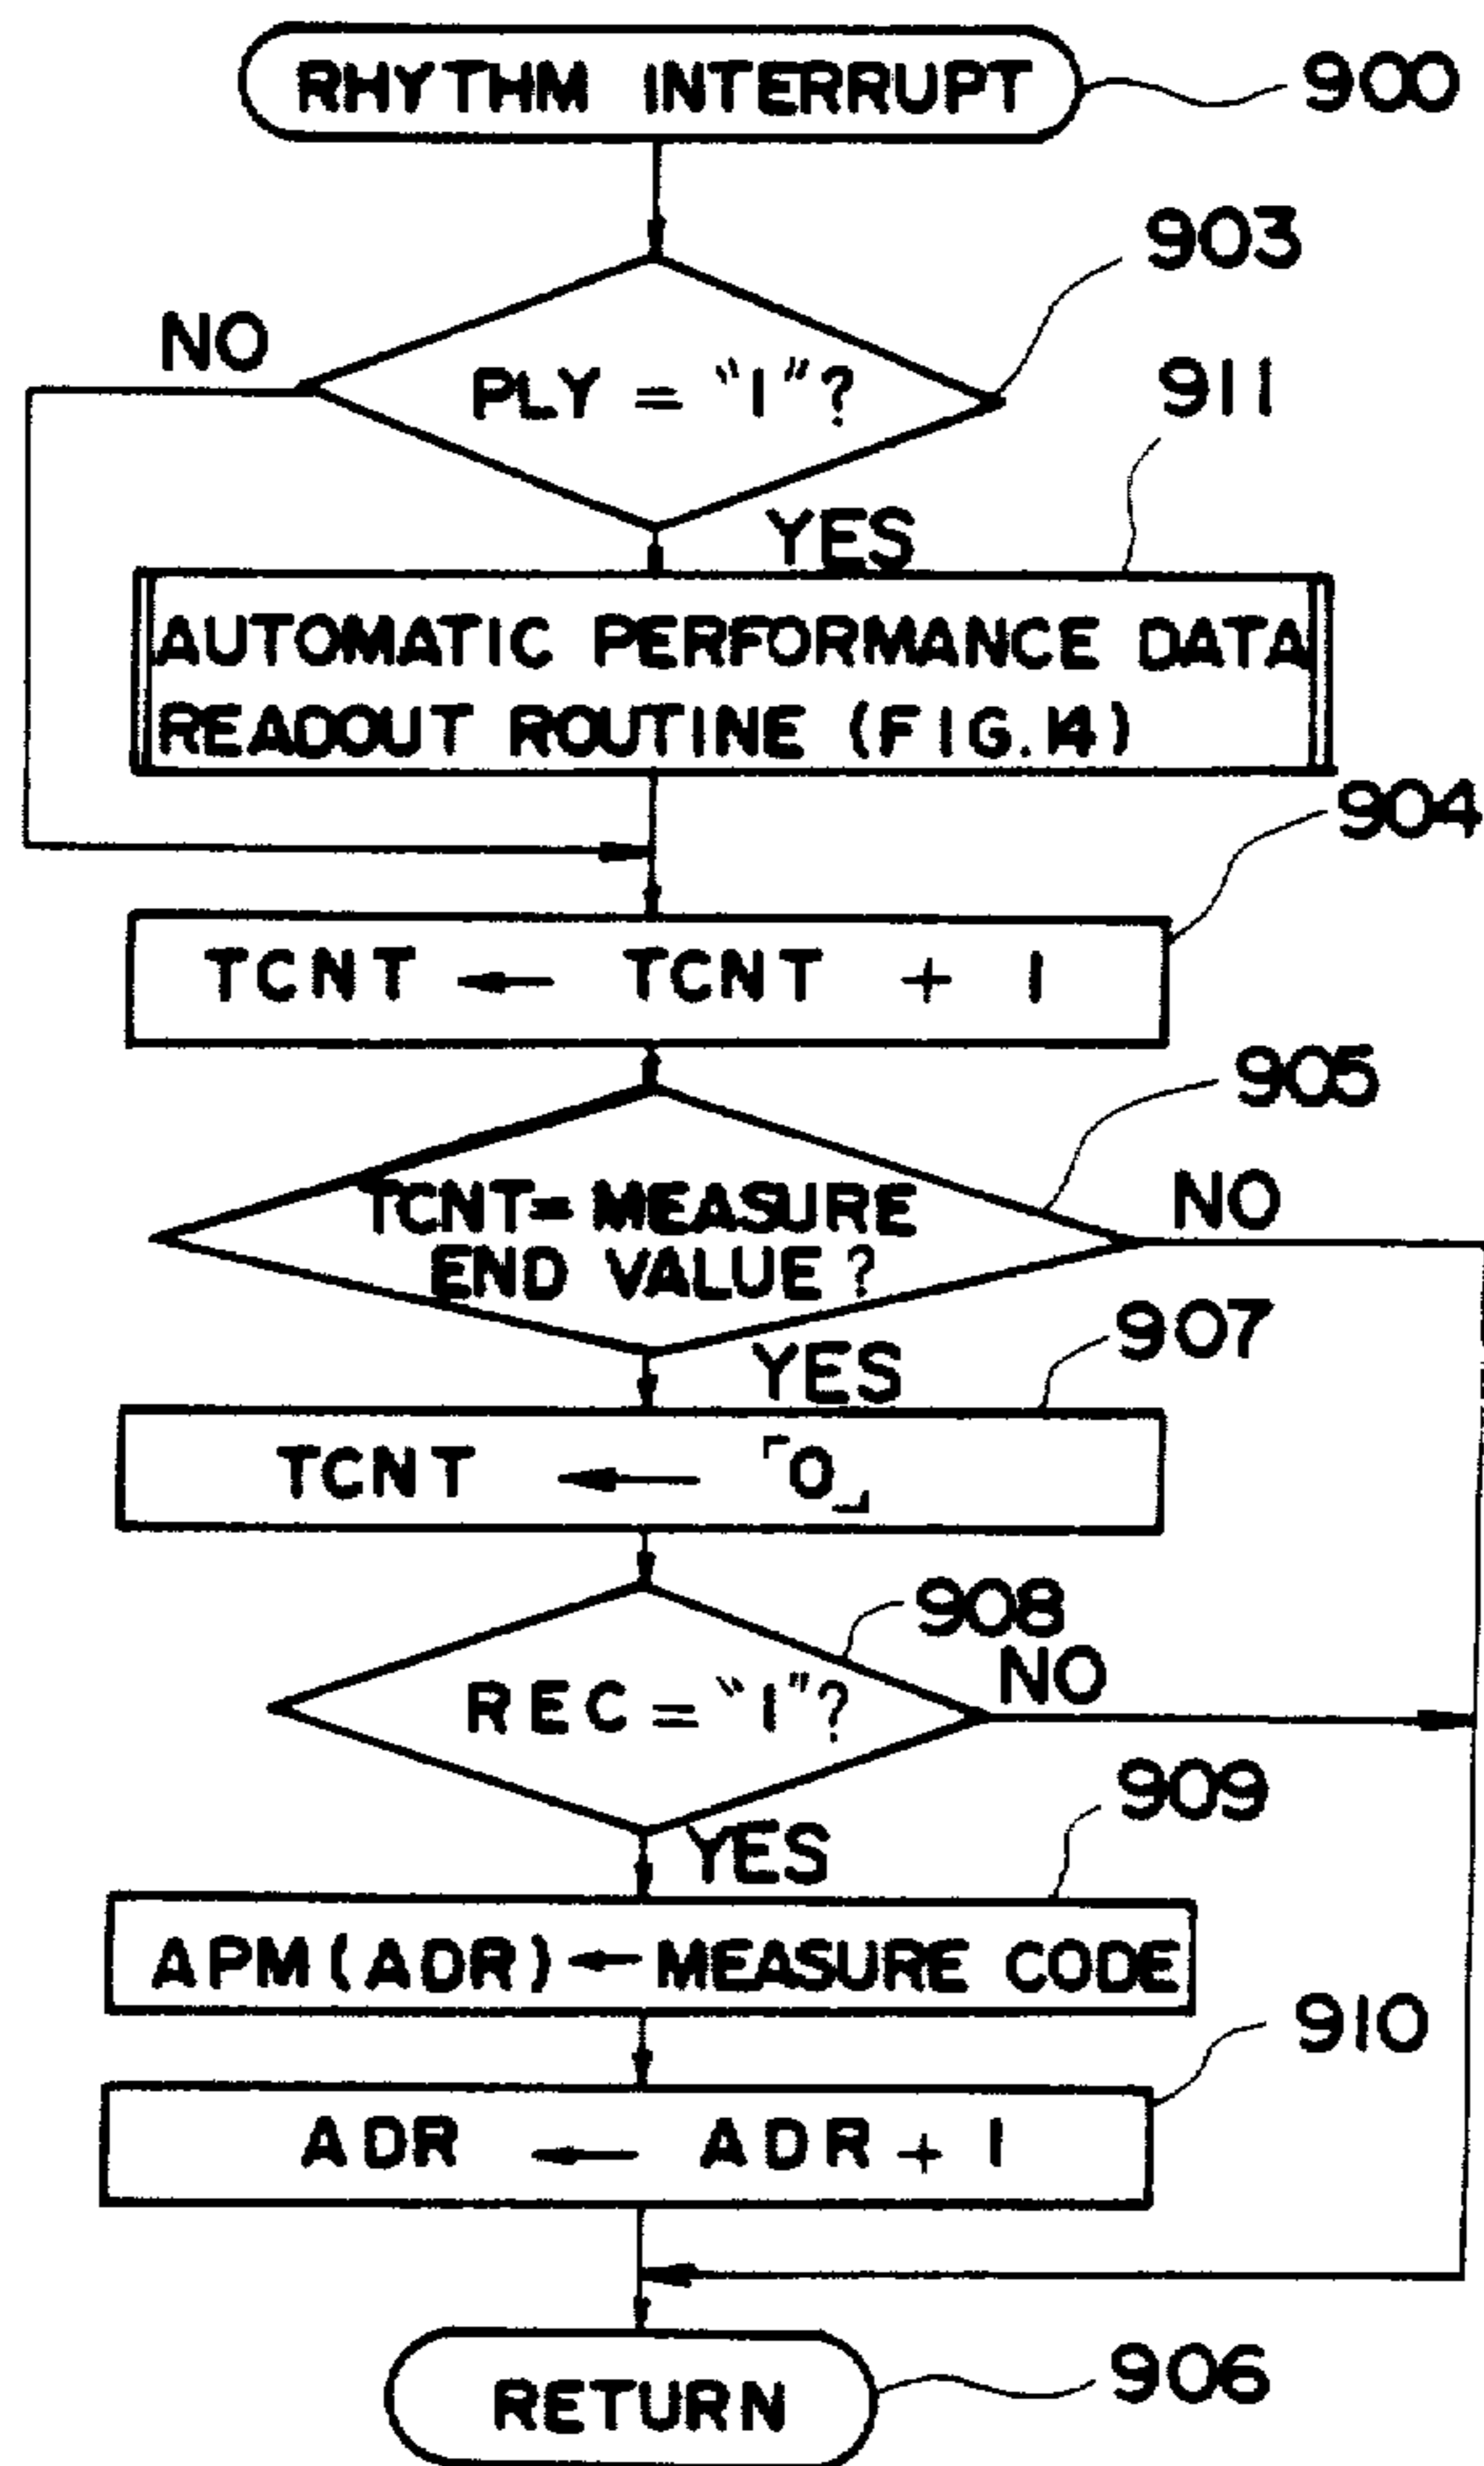 RHYTHM INTERRUPT
900
903
NO
PLY = "1"?
911
YES
AUTOMATIC PERFORMANCE DATA
READOUT ROUTINE (FIG.14)
904
TCNT ← TCNT + 1
905
TCNT= MEASURE
END VALUE ?
NO
907
YES
TCNT ← 「0」
908
REC = "1"?
NO
909
YES
APM(ADR) ← MEASURE CODE
910
ADR ← ADR + 1
RETURN
906